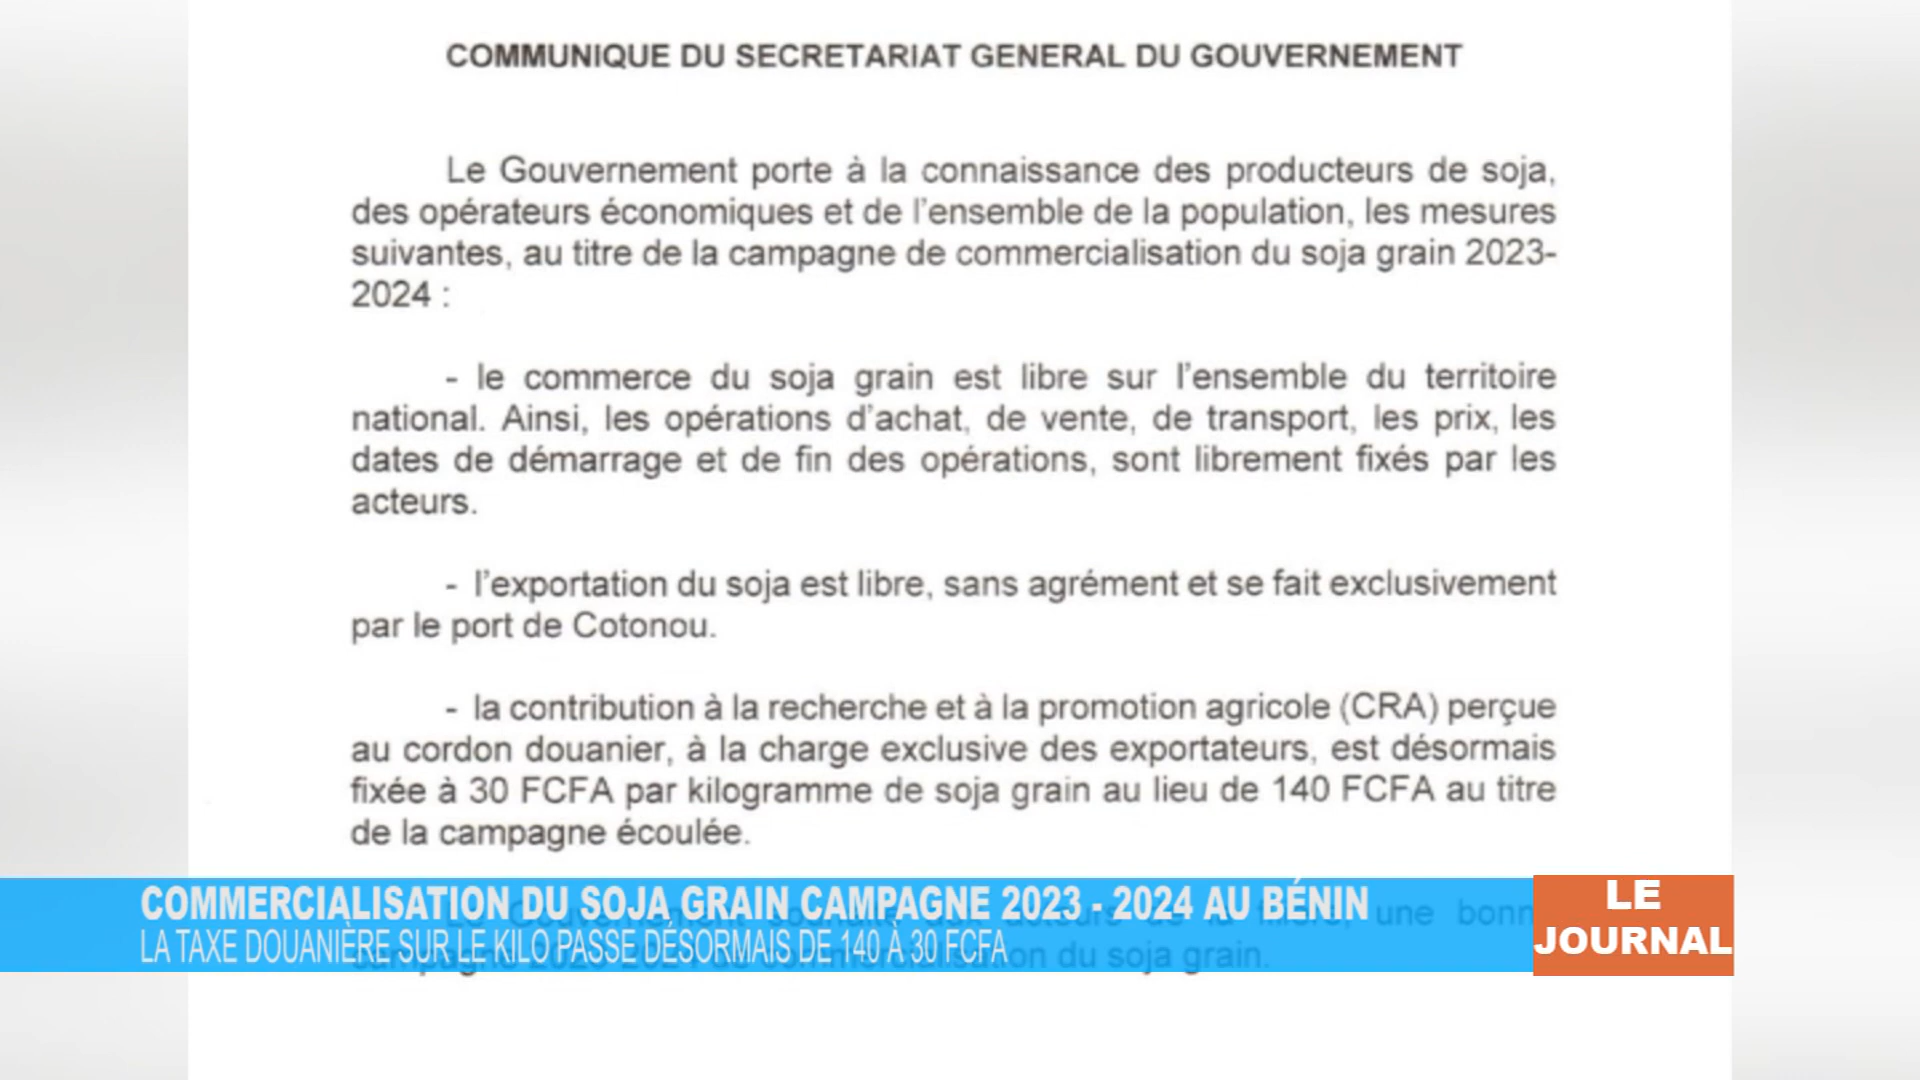 COMMUNIQUE DU SECRETARIAT GENERAL DU GOUVERNEMENT
Le Gouvernement porte à la connaissance des producteurs de soja,
des opérateurs économiques et de l'ensemble de la population, les mesures
suivantes, au titre de la campagne de commercialisation du soja grain 2023-
2024 :
- le commerce du soja grain est libre sur l'ensemble du territoire
national. Ainsi, les opérations d'achat, de vente, de transport, les prix, les
dates de démarrage et de fin des opérations, sont librement fixés par les
acteurs.
- l'exportation du soja est libre, sans agrément et se fait exclusivement
par le port de Cotonou.
- la contribution à la recherche et à la promotion agricole (CRA) perçue
au cordon douanier, à la charge exclusive des exportateurs, est désormais
fixée à 30 FCFA par kilogramme de soja grain au lieu de 140 FCFA au titre
de la campagne écoulée.
COMMERCIALISATION DU SOJA GRAIN CAMPAGNE 2023 - 2024 AU BÉNIN
LA TAXE DOUANIÈRE SUR LE KILO PASSE DÉSORMAIS DE 140 À 30 FCFA
une
du soja grain.
LE
JOURNAL